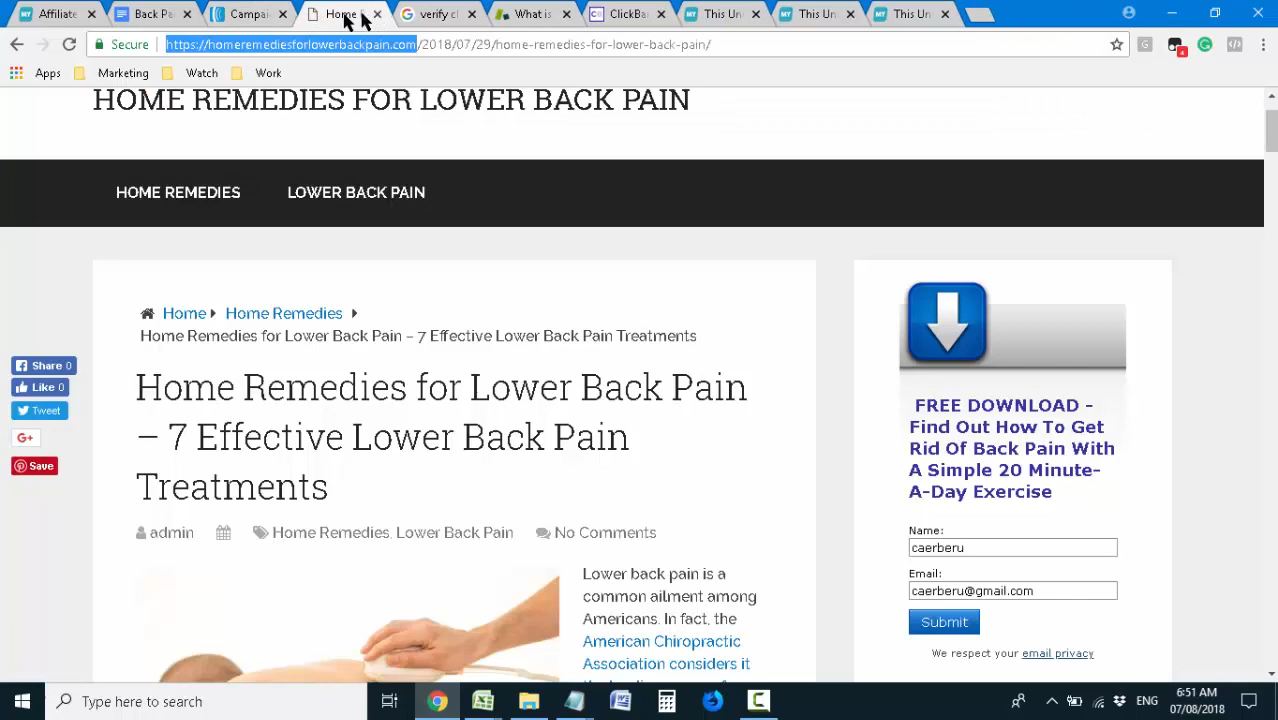 Affiliate
Back Pa
Campai
Home
verify c
What is
ClickBa
This Un
This Un
This Un
Secure
https://homeremediesforlowerbackpain.com/2018/07/29/home-remedies-for-lower-back-pain/
4
Apps
Marketing
Watch
Work
HOME REMEDIES FOR LOWER BACK PAIN
HOME REMEDIES
LOWER BACK PAIN
Home
Home Remedies
Home Remedies for Lower Back Pain – 7 Effective Lower Back Pain Treatments
Share 0
Like 0
Tweet
G+
Save
Home Remedies for Lower Back Pain
– 7 Effective Lower Back Pain
Treatments
admin
Home Remedies, Lower Back Pain
No Comments
Lower back pain is a
common ailment among
Americans. In fact, the
American Chiropractic
Association considers it
FREE DOWNLOAD -
Find Out How To Get
Rid Of Back Pain With
A Simple 20 Minute-
A-Day Exercise
Name:
caerberu
Email:
caerberu@gmail.com
Submit
We respect your email privacy
Type here to search
ENG
6:51 AM
07/08/2018